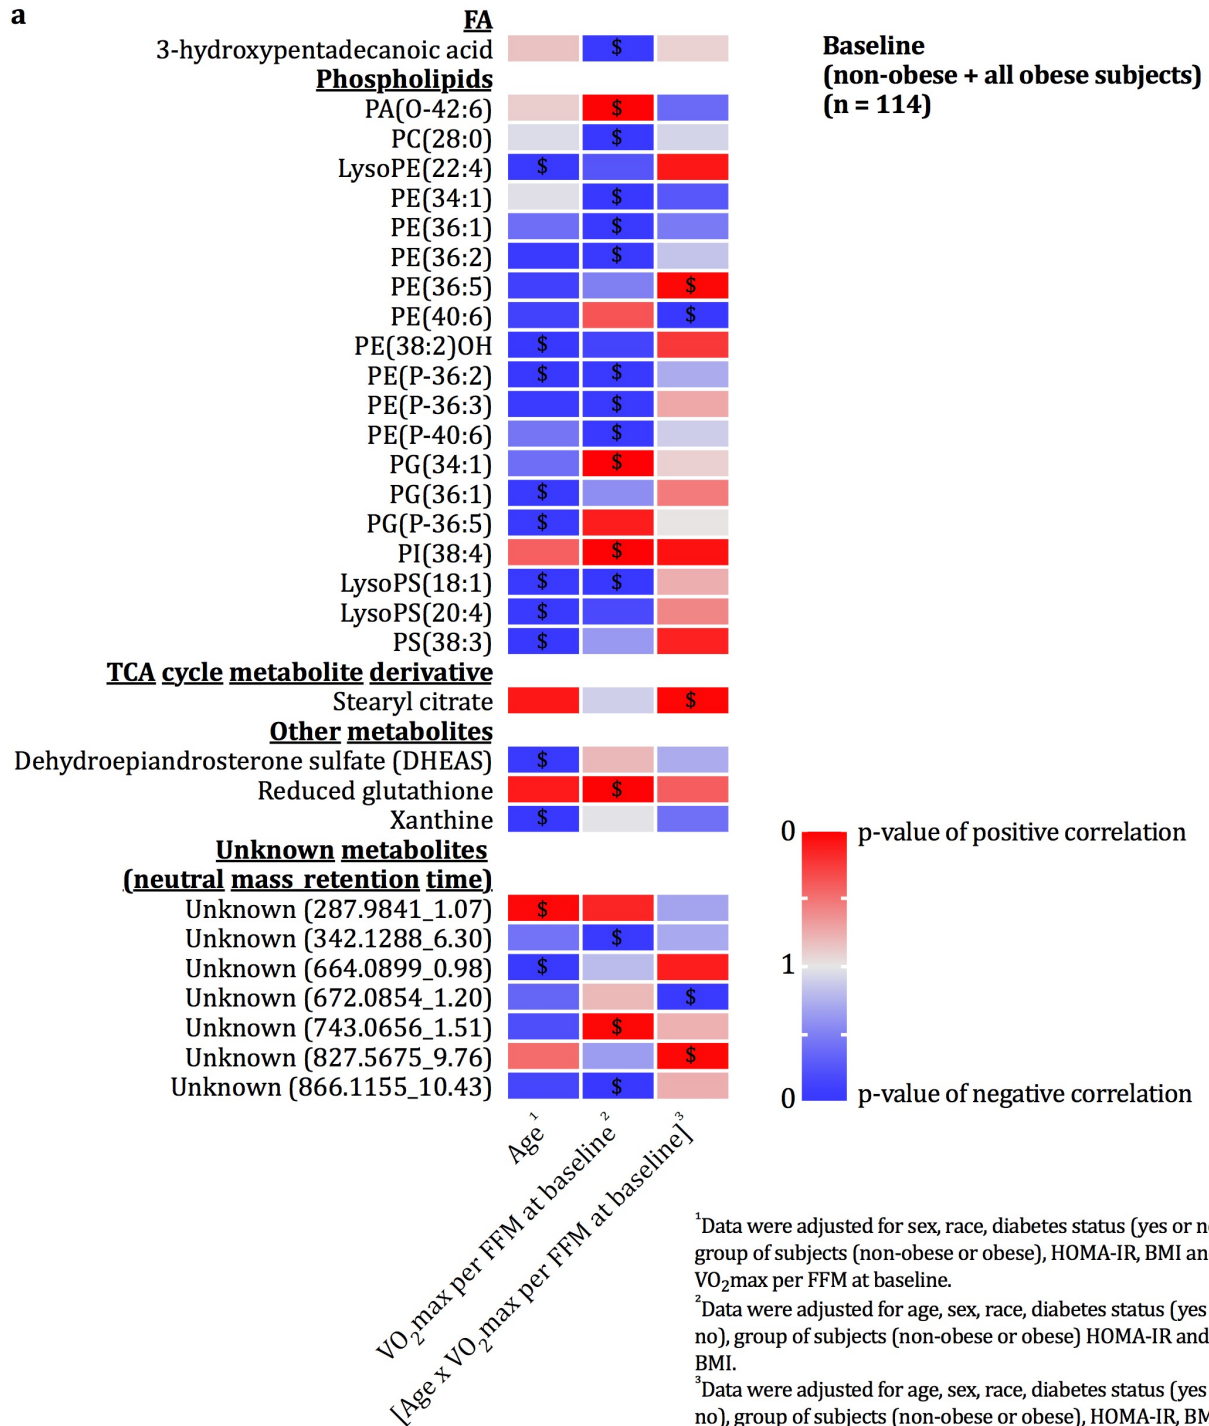 a
FA
3-hydroxypentadecanoic acid $
Baseline
(non-obese + all obese subjects)
(n = 114)
Phospholipids
PA(O-42:6) $
PC(28:0) $
LysoPE(22:4) $
PE(34:1) $
PE(36:1) $
PE(36:2) $
PE(36:5) $
PE(40:6) $
PE(38:2)OH $
PE(P-36:2) $ $
PE(P-36:3) $
PE(P-40:6) $
PG(34:1) $
PG(36:1) $
PG(P-36:5) $
PI(38:4) $
LysoPS(18:1) $ $
LysoPS(20:4) $
PS(38:3) $
TCA cycle metabolite derivative
Stearyl citrate $
Other metabolites
Dehydroepiandrosterone sulfate (DHEAS) $
Reduced glutathione $
Xanthine $
Unknown metabolites
(neutral mass_retention time)
Unknown (287.9841_1.07) $
Unknown (342.1288_6.30) $
Unknown (664.0899_0.98) $
Unknown (672.0854_1.20) $
Unknown (743.0656_1.51) $
Unknown (827.5675_9.76) $
Unknown (866.1155_10.43) $
0 p-value of positive correlation
1
0 p-value of negative correlation
Age¹
VO₂max per FFM at baseline²
[Age x VO₂max per FFM at baseline]³
¹Data were adjusted for sex, race, diabetes status (yes or
group of subjects (non-obese or obese), HOMA-IR, BMI
VO₂max per FFM at baseline.
²Data were adjusted for age, sex, race, diabetes status (yes
no), group of subjects (non-obese or obese) HOMA-IR and
BMI.
³Data were adjusted for age, sex, race, diabetes status (yes
no), group of subjects (non-obese or obese), HOMA-IR,